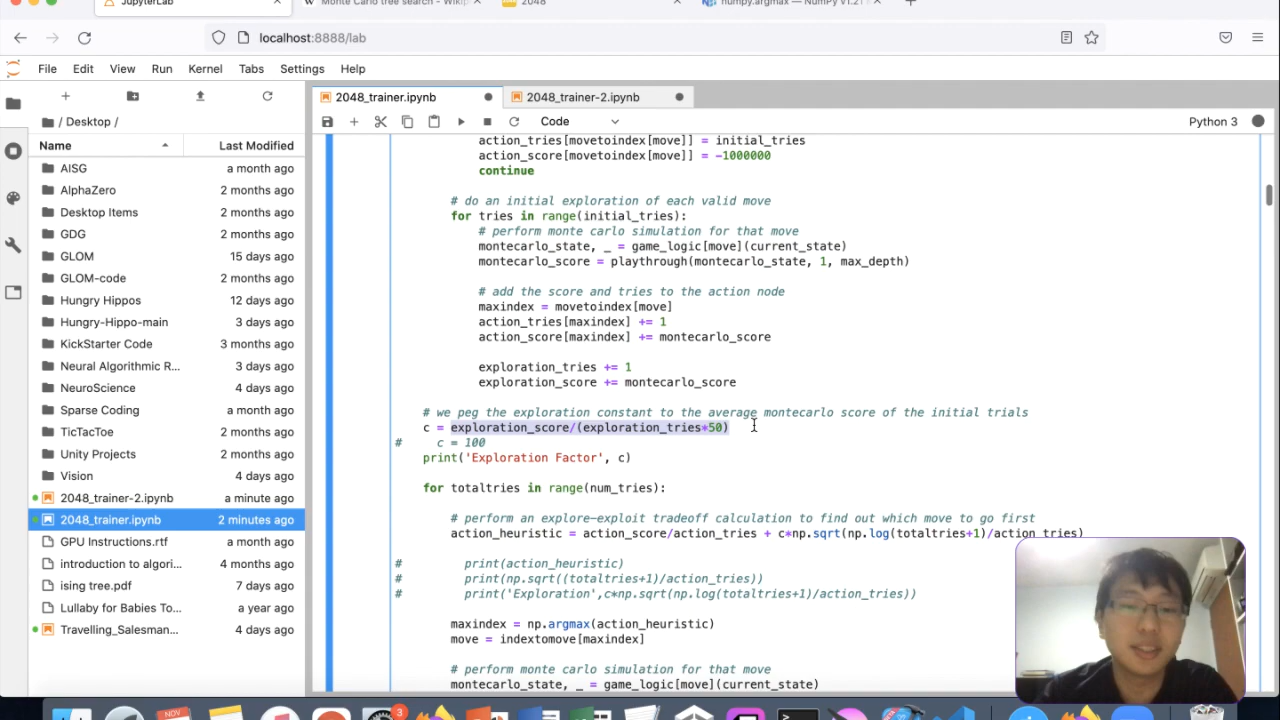 JupyterLab
Monte Carlo tree search - Wikip
2048
numpy.argmax — NumPy v1.21
localhost:8888/lab
File Edit View Run Kernel Tabs Settings Help
/ Desktop /
Name Last Modified
AISG a month ago
AlphaZero 2 months ago
Desktop Items 2 months ago
GDG 2 months ago
GLOM 15 days ago
GLOM-code 2 months ago
Hungry Hippos 12 days ago
Hungry-Hippo-main 3 days ago
KickStarter Code 3 months ago
Neural Algorithmic R... 3 days ago
NeuroScience 4 days ago
Sparse Coding a month ago
TicTacToe a month ago
Unity Projects 2 months ago
Vision 4 days ago
2048_trainer-2.ipynb a minute ago
2048_trainer.ipynb 2 minutes ago
GPU Instructions.rtf a month ago
introduction to algori... 4 months ago
ising tree.pdf 7 days ago
Lullaby for Babies To... a year ago
Travelling_Salesman... 4 days ago
2048_trainer.ipynb 2048_trainer-2.ipynb
Code Python 3
action_tries[movetoindex[move]] = initial_tries
action_score[movetoindex[move]] = -1000000
continue
# do an initial exploration of each valid move
for tries in range(initial_tries):
# perform monte carlo simulation for that move
montecarlo_state, _ = game_logic[move](current_state)
montecarlo_score = playthrough(montecarlo_state, 1, max_depth)
# add the score and tries to the action node
maxindex = movetoindex[move]
action_tries[maxindex] += 1
action_score[maxindex] += montecarlo_score
exploration_tries += 1
exploration_score += montecarlo_score
# we peg the exploration constant to the average montecarlo score of the initial trials
c = exploration_score/(exploration_tries*50)
# c = 100
print('Exploration Factor', c)
for totaltries in range(num_tries):
# perform an explore-exploit tradeoff calculation to find out which move to go first
action_heuristic = action_score/action_tries + c*np.sqrt(np.log(totaltries+1)/action_tries)
# print(action_heuristic)
# print(np.sqrt((totaltries+1)/action_tries))
# print('Exploration',c*np.sqrt(np.log(totaltries+1)/action_tries))
maxindex = np.argmax(action_heuristic)
move = indextomove[maxindex]
# perform monte carlo simulation for that move
montecarlo_state, _ = game_logic[move](current_state)
NOV
3